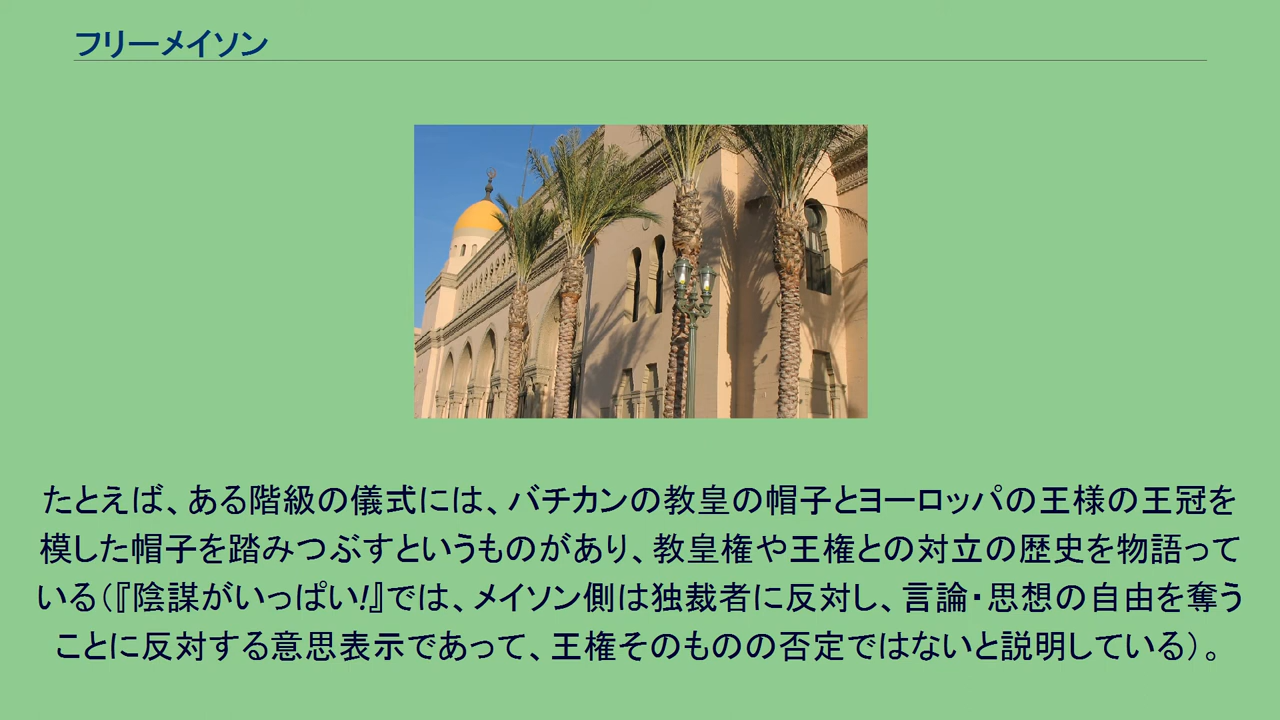 フリーメイソン
たとえば、ある階級の儀式には、バチカンの教皇の帽子とヨーロッパの王様の王冠を
模した帽子を踏みつぶすというものがあり、教皇権や王権との対立の歴史を物語って
いる(『陰謀がいっぱい!』では、メイソン側は独裁者に反対し、言論・思想の自由を奪う
ことに反対する意思表示であって、王権そのものの否定ではないと説明している)。